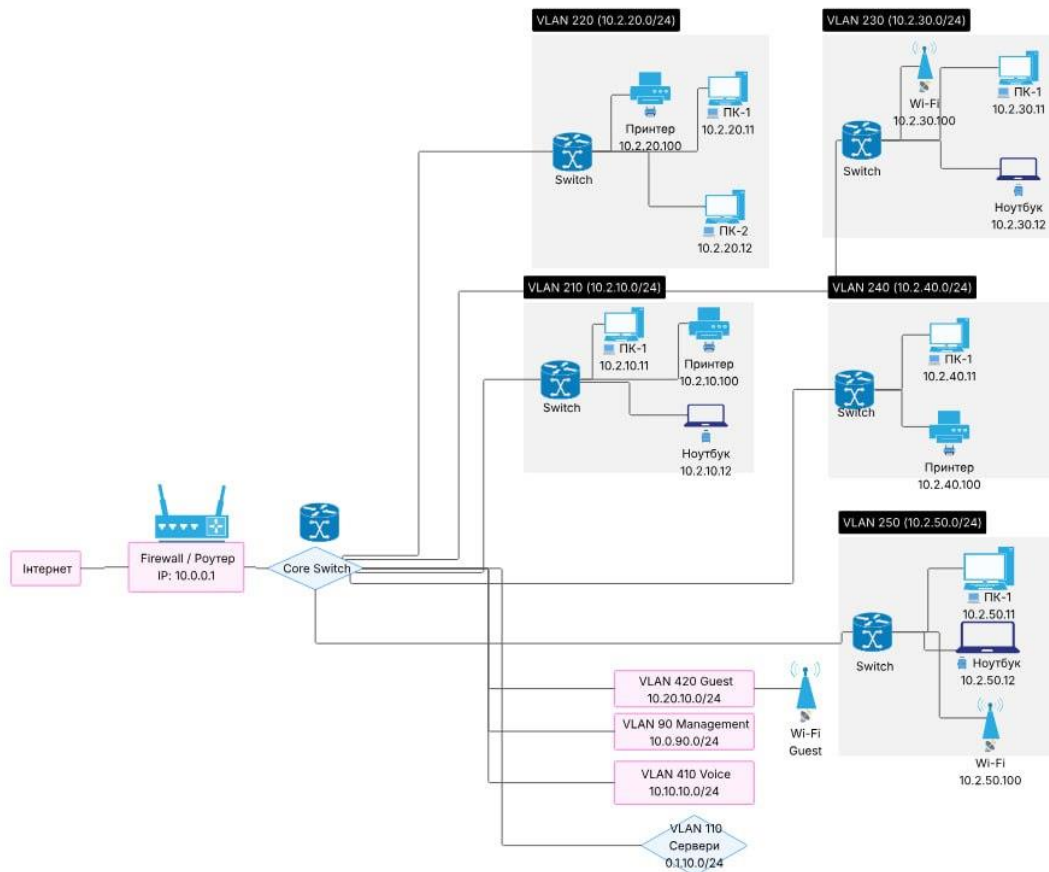 VLAN 220 (10.2.20.0/24)
Принтер
10.2.20.100
ПК-1
10.2.20.11
Switch
ПК-2
10.2.20.12
VLAN 230 (10.2.30.0/24)
Wi-Fi
10.2.30.100
ПК-1
10.2.30.11
Switch
Ноутбук
10.2.30.12
VLAN 210 (10.2.10.0/24)
ПК-1
10.2.10.11
Принтер
10.2.10.100
Switch
Ноутбук
10.2.10.12
VLAN 240 (10.2.40.0/24)
ПК-1
10.2.40.11
Switch
Принтер
10.2.40.100
Інтернет
Firewall / Роутер
IP: 10.0.0.1
Core Switch
VLAN 250 (10.2.50.0/24)
ПК-1
10.2.50.11
Switch
Ноутбук
10.2.50.12
Wi-Fi
10.2.50.100
VLAN 420 Guest
10.20.10.0/24
Wi-Fi
Guest
VLAN 90 Management
10.0.90.0/24
VLAN 410 Voice
10.10.10.0/24
VLAN 110
Сервери
0.1.10.0/24